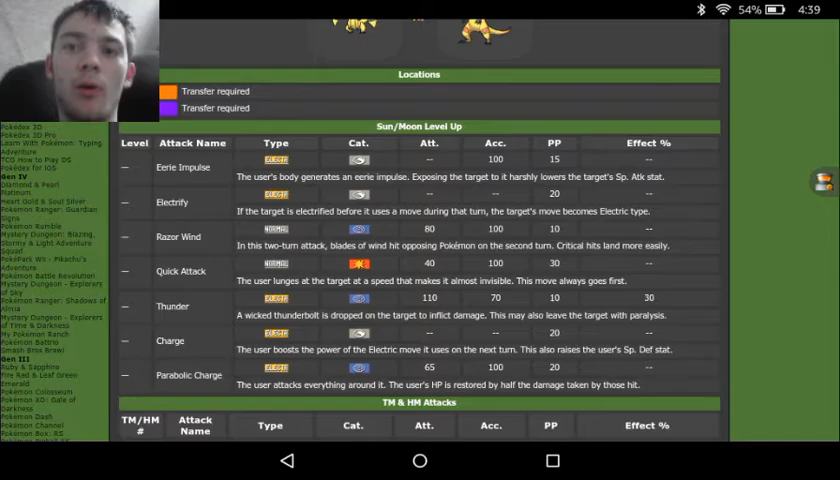 54% 4:39
Locations
Transfer required
Transfer required
Sun/Moon Level Up
Level Attack Name Type Cat. Att. Acc. PP Effect %
— Eerie Impulse ELECTR -- 100 15 --
The user's body generates an eerie impulse. Exposing the target to it harshly lowers the target's Sp. Atk stat.
— Electrify ELECTR -- -- 20 --
If the target is electrified before it uses a move during that turn, the target's move becomes Electric type.
— Razor Wind NORMAL 80 100 10 --
In this two-turn attack, blades of wind hit opposing Pokémon on the second turn. Critical hits land more easily.
— Quick Attack NORMAL 40 100 30 --
The user lunges at the target at a speed that makes it almost invisible. This move always goes first.
— Thunder ELECTR 110 70 10 30
A wicked thunderbolt is dropped on the target to inflict damage. This may also leave the target with paralysis.
— Charge ELECTR -- -- 20 --
The user boosts the power of the Electric move it uses on the next turn. This also raises the user's Sp. Def stat.
— Parabolic Charge ELECTR 65 100 20 --
The user attacks everything around it. The user's HP is restored by half the damage taken by those hit.
TM & HM Attacks
TM/HM # Attack Name Type Cat. Att. Acc. PP Effect %
Pokédex 3D
Pokédex 3D Pro
Learn With Pokémon: Typing
Adventure
TCG How to Play DS
Pokédex for iOS
Gen IV
Diamond & Pearl
Platinum
Heart Gold & Soul Silver
Pokémon Ranger: Guardian
Signs
Pokémon Rumble
Mystery Dungeon: Blazing,
Stormy & Light Adventure
Squad
PokéPark Wii - Pikachu's
Adventure
Pokémon Battle Revolution
Mystery Dungeon - Explorers
of Sky
Pokémon Ranger: Shadows of
Almia
Mystery Dungeon - Explorers
of Time & Darkness
My Pokémon Ranch
Pokémon Battrio
Smash Bros Brawl
Gen III
Ruby & Sapphire
Fire Red & Leaf Green
Emerald
Pokémon Colosseum
Pokémon XD: Gale of
Darkness
Pokémon Dash
Pokémon Channel
Pokémon Box: RS